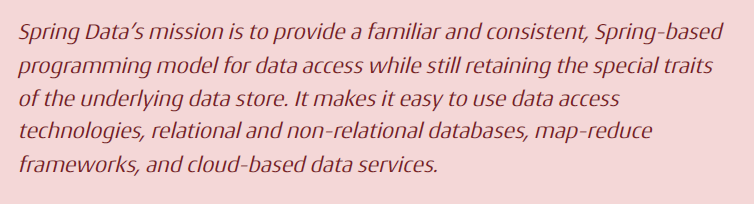 Spring Data’s mission is to provide a familiar and consistent, Spring-based
programming model for data access while still retaining the special traits
of the underlying data store. It makes it easy to use data access
technologies, relational and non-relational databases, map-reduce
frameworks, and cloud-based data services.